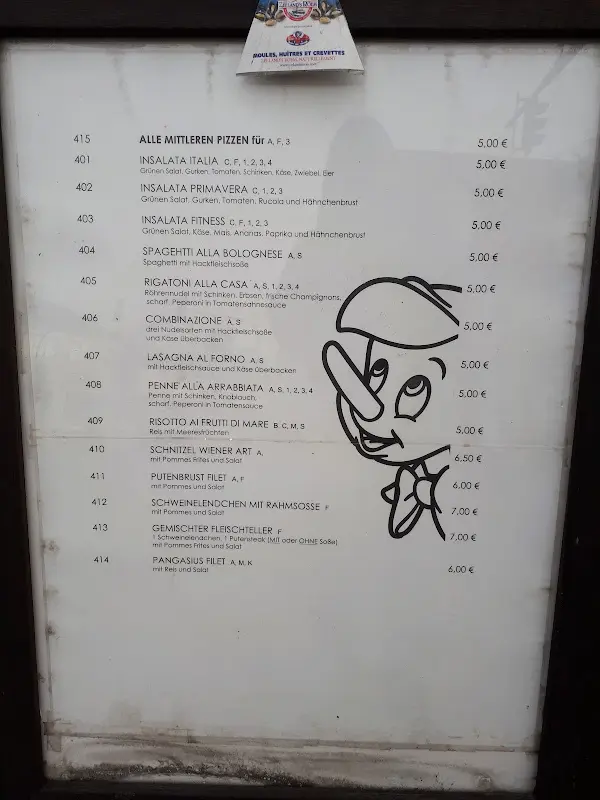 MOULES, HUÎTRES ET CREVETTES
415 ALLE MITTLEREN PIZZEN für A, F, 3 5,00 €
401 INSALATA ITALIA C, F, 1, 2, 3, 4 5,00 €
Grünen Salat, Gurken, Tomaten, Schinken, Käse, Zwiebel, Eier
402 INSALATA PRIMAVERA C, 1, 2, 3 5,00 €
Grünen Salat, Gurken, Tomaten, Rucola und Hähnchenbrust
403 INSALATA FITNESS C, F, 1, 2, 3 5,00 €
Grünen Salat, Käse, Mais, Ananas, Paprika und Hähnchenbrust
404 SPAGEHTTI ALLA BOLOGNESE A, S 5,00 €
Spaghetti mit Hackfleischsoße
405 RIGATONI ALLA CASA A, S, 1, 2, 3, 4 5,00 €
Röhrernudel mit Schinken, Erbsen, frische Champignons,
scharf, Peperoni in Tomatensahnesauce
406 COMBINAZIONE A, S 5,00 €
drei Nudelsorten mit Hackfleischsoße
und Käse überbacken
407 LASAGNA AL FORNO A, S 5,00 €
mit Hackfleischsauce und Käse überbacken
408 PENNE ALLA ARRABBIATA A, S, 1, 2, 3, 4 5,00 €
Penne mit Schinken, Knoblauch,
scharf, Peperoni in Tomatensauce
409 RISOTTO AI FRUTTI DI MARE B, C, M, S 5,00 €
Reis mit Meeresfrüchten
410 SCHNITZEL WIENER ART A, 6,50 €
mit Pommes Frites und Salat
411 PUTENBRUST FILET A, F 6,00 €
mit Pommes und Salat
412 SCHWEINELENDCHEN MIT RAHMSOSSE F 7,00 €
mit Pommes und Salat
413 GEMISCHTER FLEISCHTELLER F 7,00 €
1 Schweinelendchen, 1 Putensteak (MIT oder OHNE Soße)
mit Pommes Frites und Salat
414 PANGASIUS FILET A, M, K 6,00 €
mit Reis und Salat